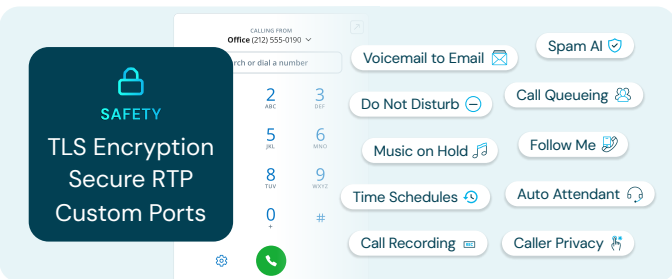 SAFETY
TLS Encryption
Secure RTP
Custom Ports
CALLING FROM
Office (212) 555-0190
or dial a number
2
ABC
3
DEF
5
JKL
6
MNO
8
TUV
9
WXYZ
0
+
#
Voicemail to Email
Spam AI
Do Not Disturb
Call Queueing
Music on Hold
Follow Me
Time Schedules
Auto Attendant
Call Recording
REC
Caller Privacy